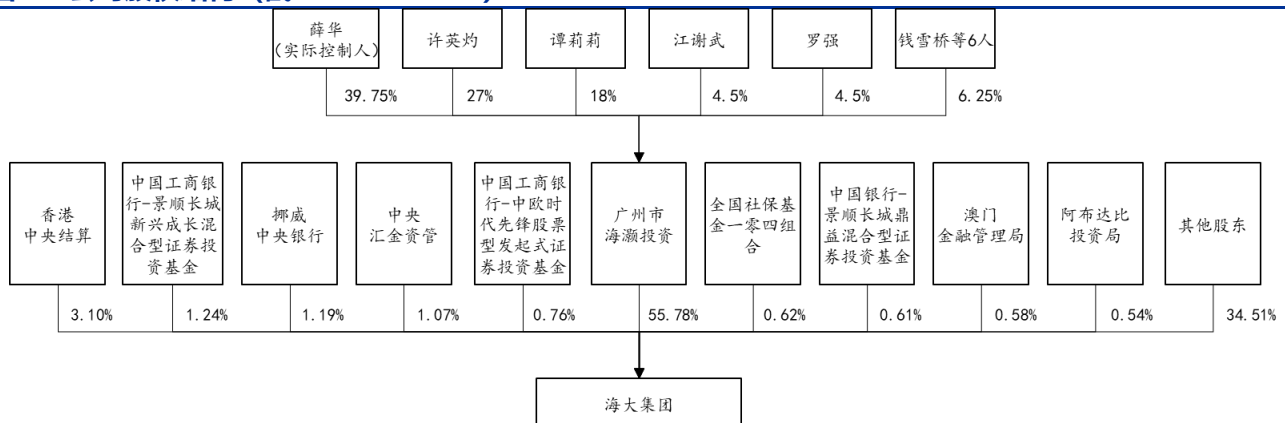 薛华
(实际控制人)
许英灼
谭莉莉
江谢武
罗强
钱雪桥等6人
39.75%
27%
18%
4.5%
4.5%
6.25%
香港
中央结算
中国工商银
行-景顺长城
新兴成长混
合型证券投
资基金
挪威
中央银行
中央
汇金资管
中国工商银
行-中欧时
代先锋股票
型发起式证
券投资基金
广州市
海灏投资
全国社保基
金一零四组
合
中国银行-
景顺长城鼎
益混合型证
券投资基金
澳门
金融管理局
阿布达比
投资局
其他股东
3.10%
1.24%
1.19%
1.07%
0.76%
55.78%
0.62%
0.61%
0.58%
0.54%
34.51%
海大集团